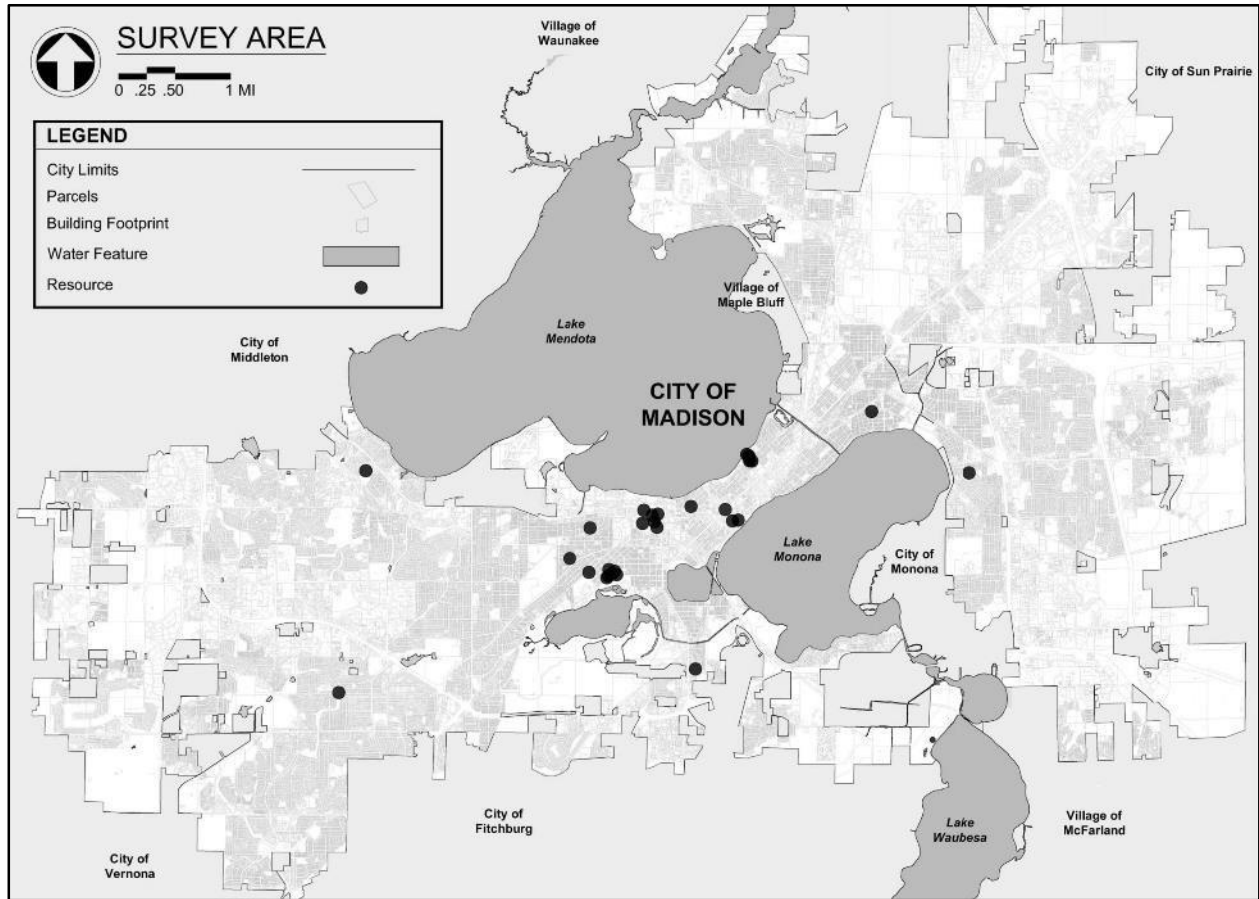 SURVEY AREA
0 .25 .50 1 MI
LEGEND
City Limits
Parcels
Building Footprint
Water Feature
Resource
Village of
Waunakee
City of Sun Prairie
Village of
Maple Bluff
Lake
Mendota
City of
Middleton
CITY OF
MADISON
Lake
Monona
City of
Monona
City of
Fitchburg
Lake
Waubesa
Village of
McFarland
City of
Vernona